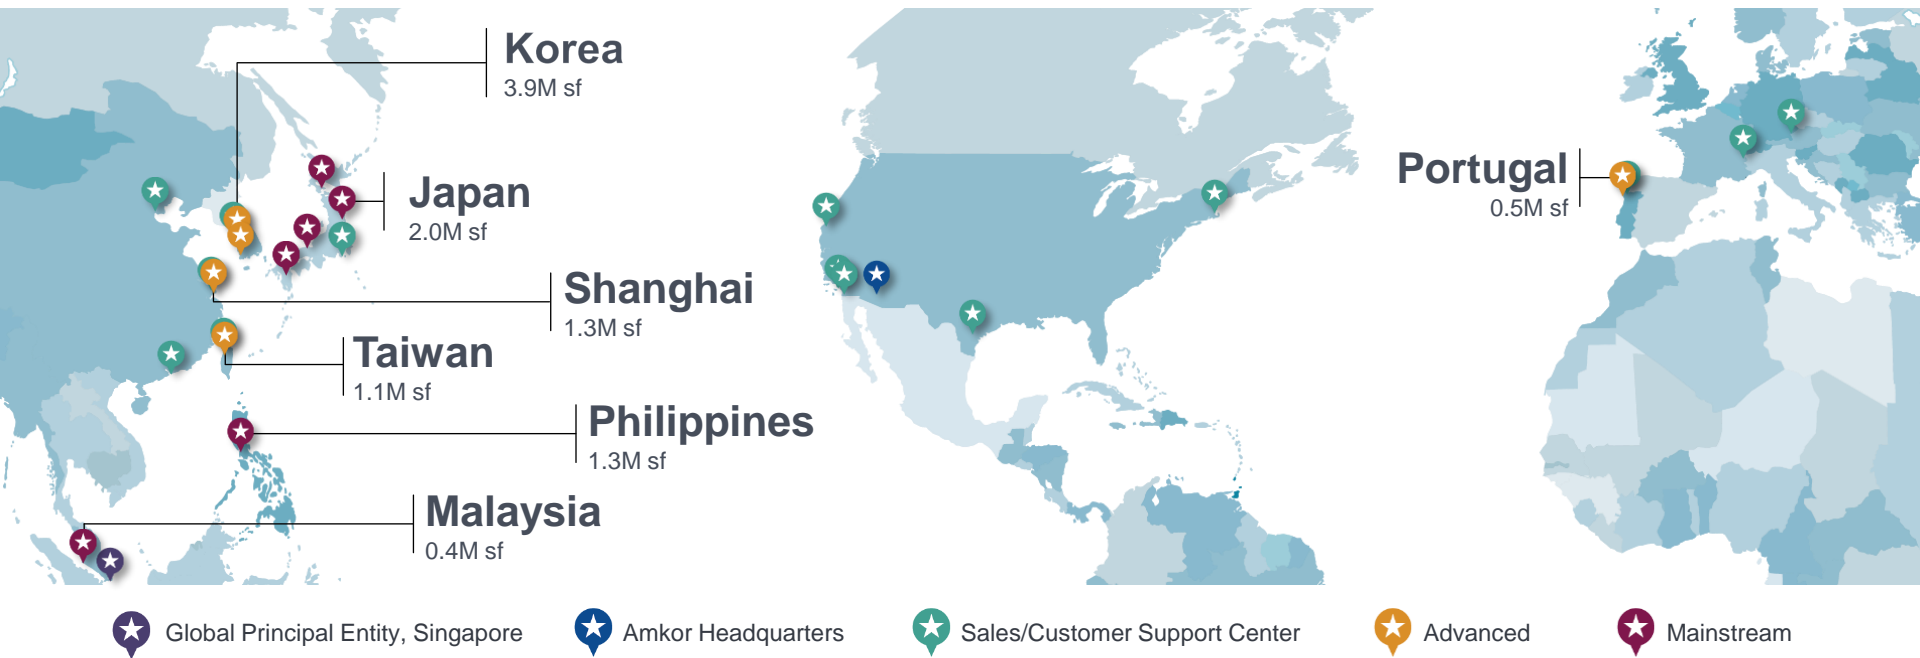 Korea
3.9M sf
Japan
2.0M sf
Shanghai
1.3M sf
Taiwan
1.1M sf
Philippines
1.3M sf
Malaysia
0.4M sf
Portugal
0.5M sf
Global Principal Entity, Singapore
Amkor Headquarters
Sales/Customer Support Center
Advanced
Mainstream